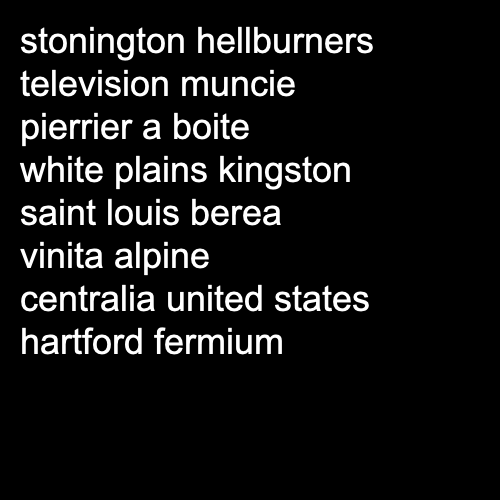 stonington hellburners
television muncie
pierrier a boite
white plains kingston
saint louis berea
vinita alpine
centralia united states
hartford fermium